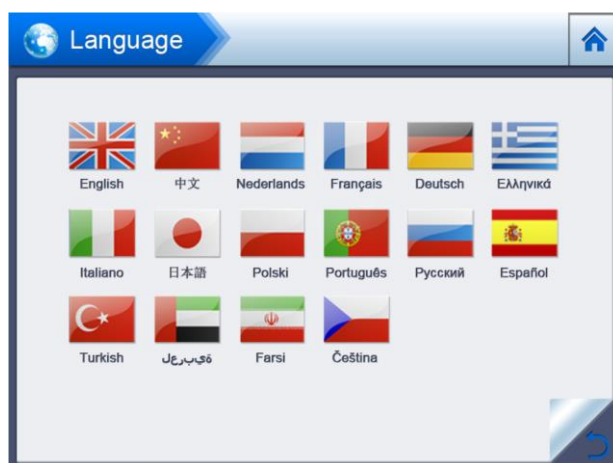 Language
English 中文 Nederlands Français Deutsch Ελληνικά
Italiano 日本語 Polski Português Русский Español
Turkish ةيبرعل Farsi Čeština